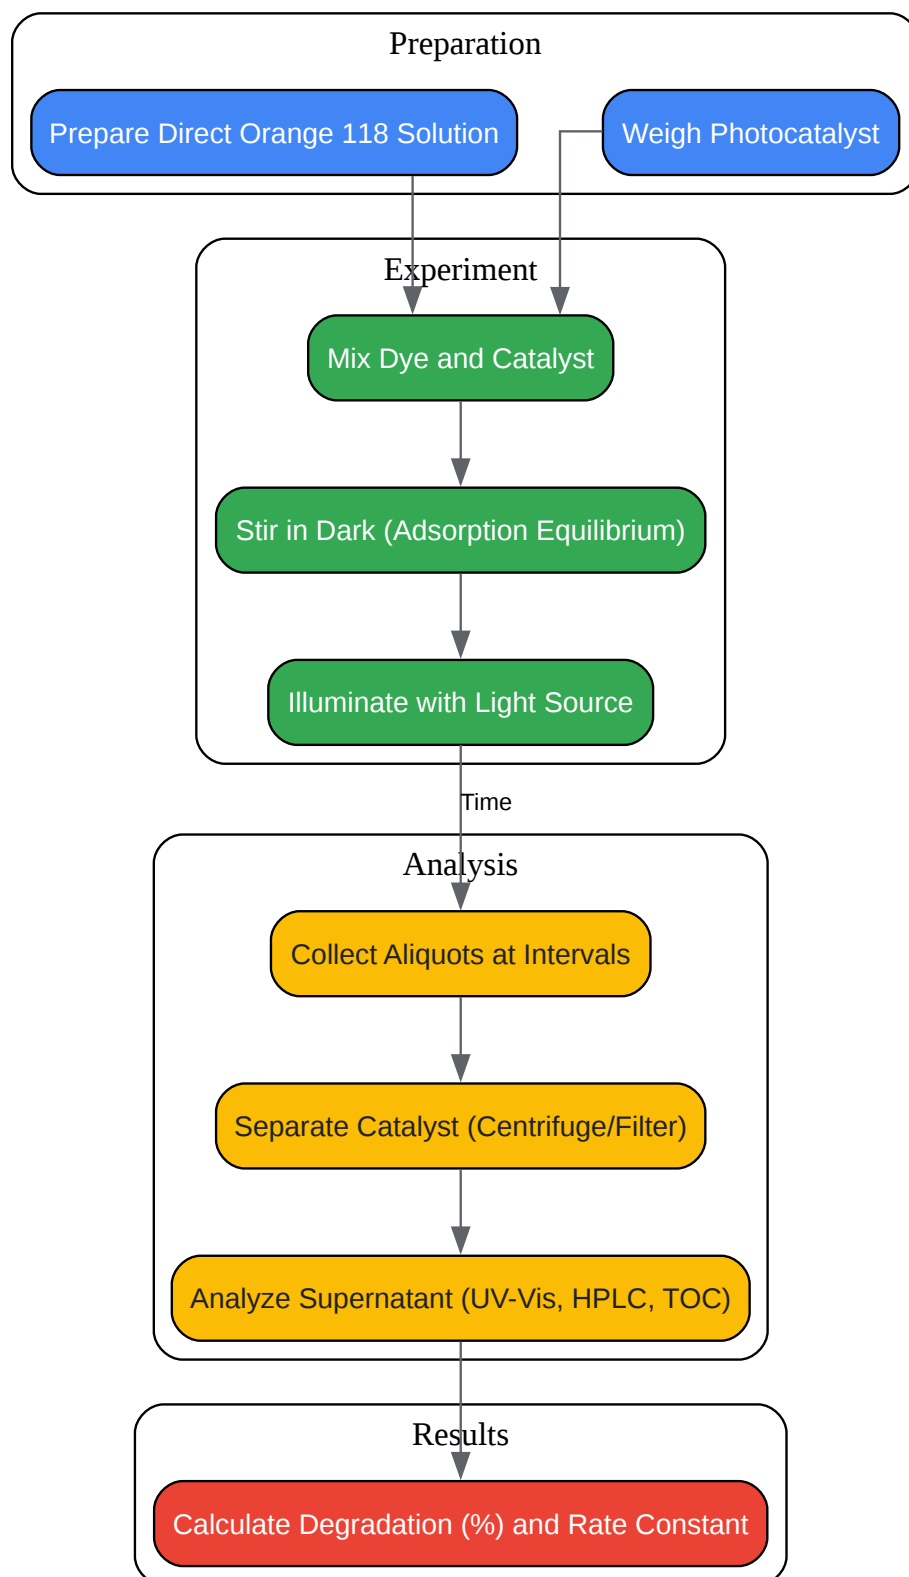 Preparation
Prepare Direct Orange 118 Solution
Weigh Photocatalyst
Experiment
Mix Dye and Catalyst
Stir in Dark (Adsorption Equilibrium)
Illuminate with Light Source
Time
Analysis
Collect Aliquots at Intervals
Separate Catalyst (Centrifuge/Filter)
Analyze Supernatant (UV-Vis, HPLC, TOC)
Results
Calculate Degradation (%) and Rate Constant